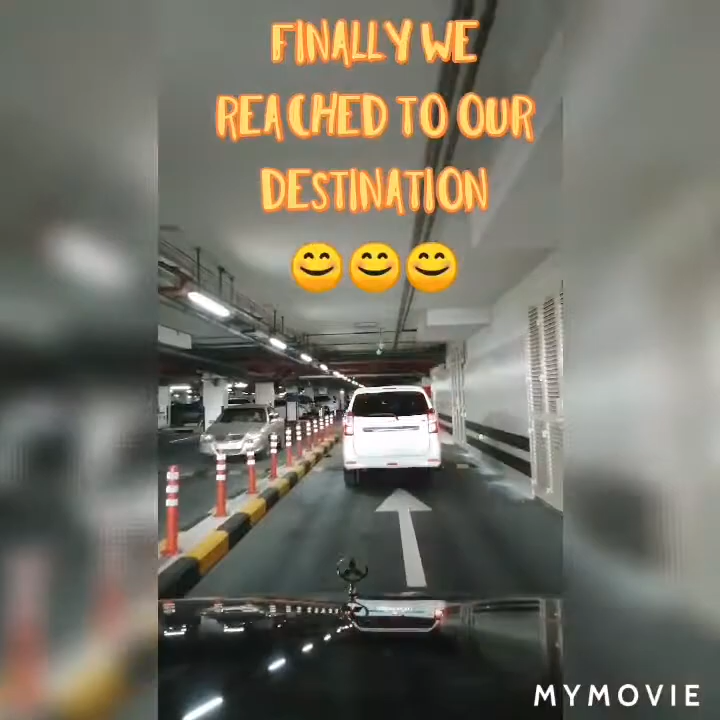 FINALLY WE
REACHED TO OUR
DESTINATION
😊😊😊
MYMOVIE